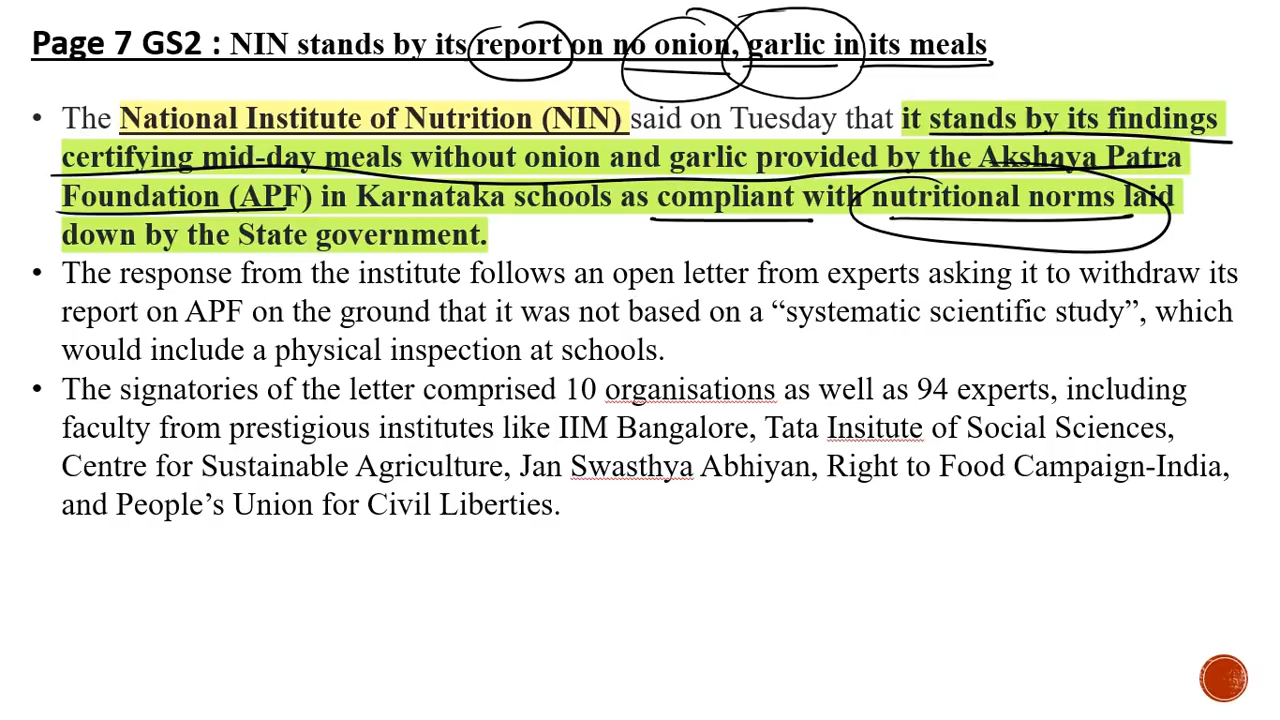 Page 7 GS2 : NIN stands by its report on no onion, garlic in its meals
• The National Institute of Nutrition (NIN) said on Tuesday that it stands by its findings
certifying mid-day meals without onion and garlic provided by the Akshaya Patra
Foundation (APF) in Karnataka schools as compliant with nutritional norms laid
down by the State government.
• The response from the institute follows an open letter from experts asking it to withdraw its
report on APF on the ground that it was not based on a “systematic scientific study”, which
would include a physical inspection at schools.
• The signatories of the letter comprised 10 organisations as well as 94 experts, including
faculty from prestigious institutes like IIM Bangalore, Tata Insitute of Social Sciences,
Centre for Sustainable Agriculture, Jan Swasthya Abhiyan, Right to Food Campaign-India,
and People’s Union for Civil Liberties.